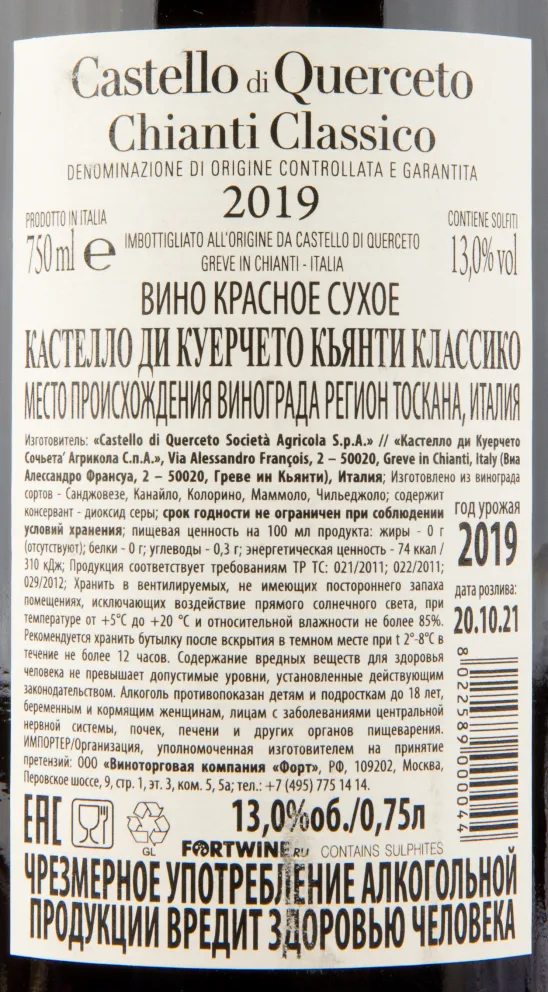 Castello di Querceto
Chianti Classico
DENOMINAZIONE DI ORIGINE CONTROLLATA E GARANTITA
2019
PRODOTTO IN ITALIA
750 ml e
IMBOTTIGLIATO ALL'ORIGINE DA CASTELLO DI QUERCETO
GREVE IN CHIANTI - ITALIA
CONTIENE SOLFITI
13,0% vol
ВИНО КРАСНОЕ СУХОЕ
КАСТЕЛЛО ДИ КУЕРЧЕТО КЬЯНТИ КЛАССИКО
МЕСТО ПРОИСХОЖДЕНИЯ ВИНОГРАДА РЕГИОН ТОСКАНА, ИТАЛИЯ
Изготовитель: «Castello di Querceto Società Agricola S.p.A.» // «Кастелло ди Куерчето
Сочьета' Агрикола С.п.А.», Via Alessandro François, 2 – 50020, Greve in Chianti, Italy (Виа
Алессандро Франсуа, 2 – 50020, Греве ин Кьянти), Италия; Изготовлено из винограда
сортов - Санджовезе, Канайло, Колорино, Маммоло, Чильеджоло; содержит
консервант - диоксид серы; срок годности не ограничен при соблюдении
условий хранения; пищевая ценность на 100 мл продукта: жиры - 0 г
(отсутствуют); белки - 0 г; углеводы - 0,3 г; энергетическая ценность - 74 ккал /
310 кДж; Продукция соответствует требованиям ТР ТС: 021/2011; 022/2011;
029/2012; Хранить в вентилируемых, не имеющих постороннего запаха
помещениях, исключающих воздействие прямого солнечного света, при
температуре от +5°С до +20 °С и относительной влажности не более 85%.
Рекомендуется хранить бутылку после вскрытия в темном месте при t 2°-8°С в
течение не более 12 часов. Содержание вредных веществ для здоровья
человека не превышает допустимые уровни, установленные действующим
законодательством. Алкоголь противопоказан детям и подросткам до 18 лет,
беременным и кормящим женщинам, лицам с заболеваниями центральной
нервной системы, почек, печени и других органов пищеварения.
ИМПОРТЕР/Организация, уполномоченная изготовителем на принятие
претензий: ООО «Виноторговая компания «Форт», РФ, 109202, Москва,
Перовское шоссе, 9, стр. 1, эт. 3, ком. 5, 5а; тел.: +7 (495) 775 14 14.
год урожая
2019
дата розлива:
20.10.21
8 022589 000044
EAC
GL
13,0%об./0,75л
FORTWINE.RU CONTAINS SULPHITES
ЧРЕЗМЕРНОЕ УПОТРЕБЛЕНИЕ АЛКОГОЛЬНОЙ
ПРОДУКЦИИ ВРЕДИТ ЗДОРОВЬЮ ЧЕЛОВЕКА